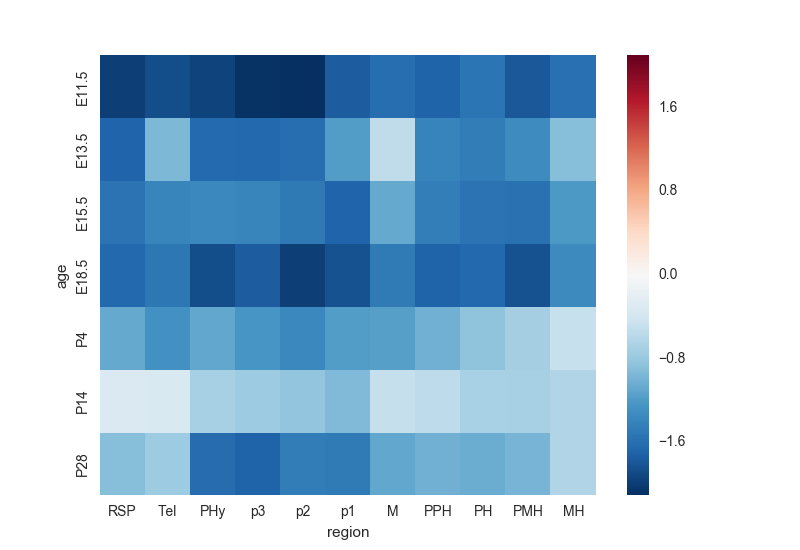 E11.5
E13.5
E15.5
E18.5
P4
P14
P28
age
RSP Tel PHy p3 p2 p1 M PPH PH PMH MH
region
1.6
0.8
0.0
−0.8
−1.6